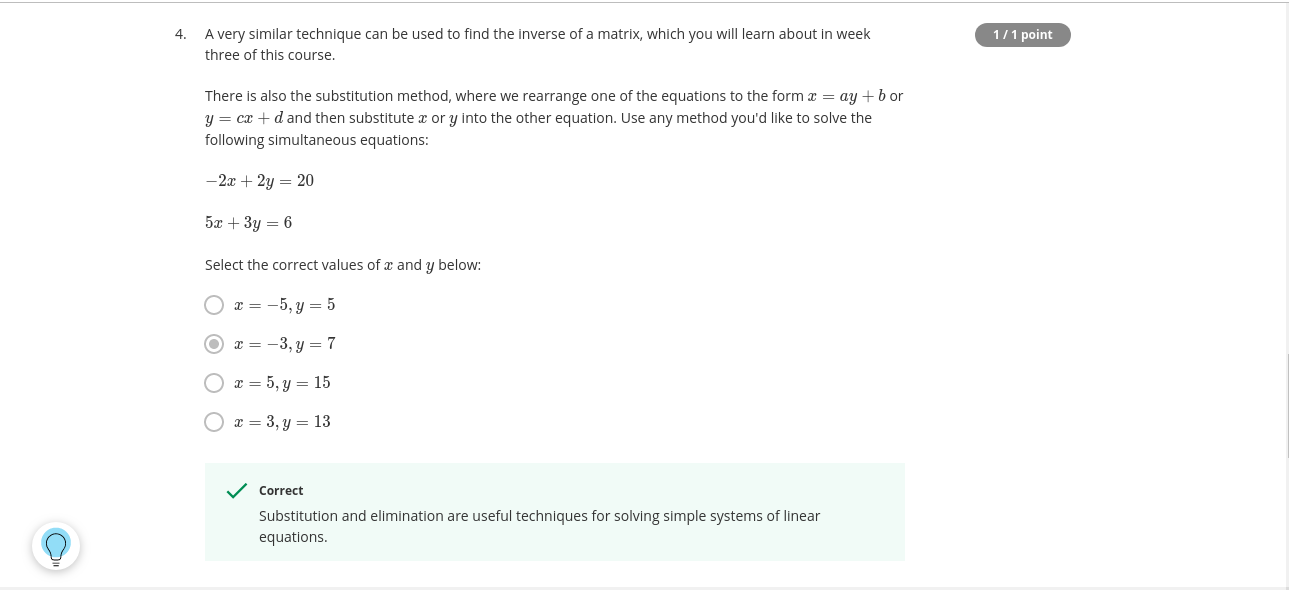 4. A very similar technique can be used to find the inverse of a matrix, which you will learn about in week
three of this course.
1 / 1 point
There is also the substitution method, where we rearrange one of the equations to the form x = ay + b or
y = cx + d and then substitute x or y into the other equation. Use any method you'd like to solve the
following simultaneous equations:
−2x + 2y = 20
5x + 3y = 6
Select the correct values of x and y below:
x = −5, y = 5
x = −3, y = 7
x = 5, y = 15
x = 3, y = 13
Correct
Substitution and elimination are useful techniques for solving simple systems of linear
equations.